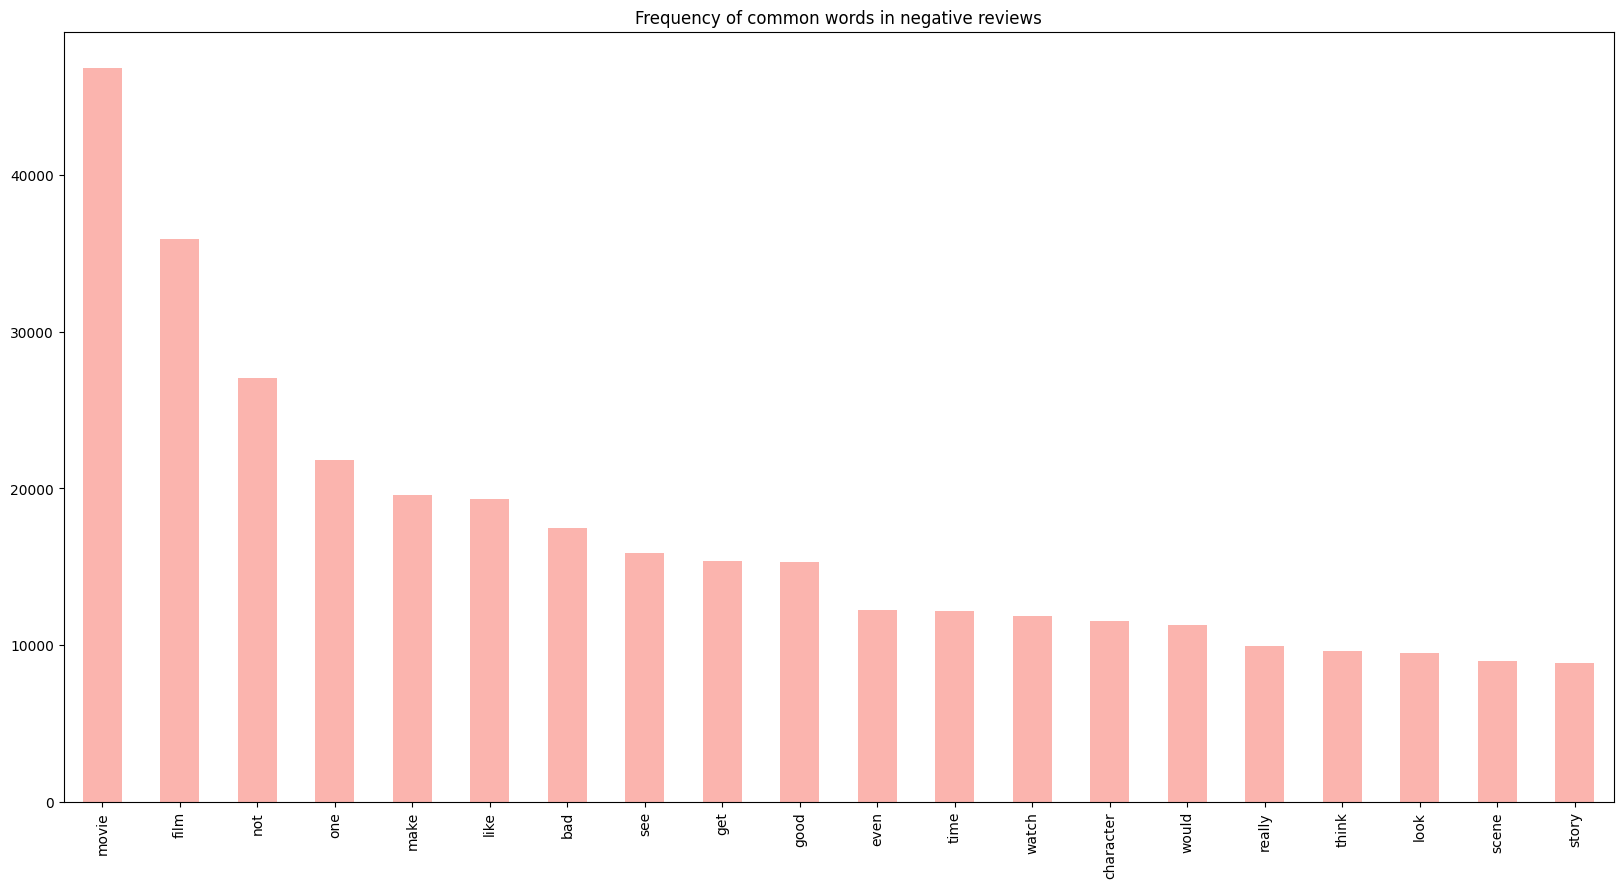 Frequency of common words in negative reviews
40000
30000
20000
10000
0
movie
film
not
one
make
like
bad
see
get
good
even
time
watch
character
would
really
think
look
scene
story